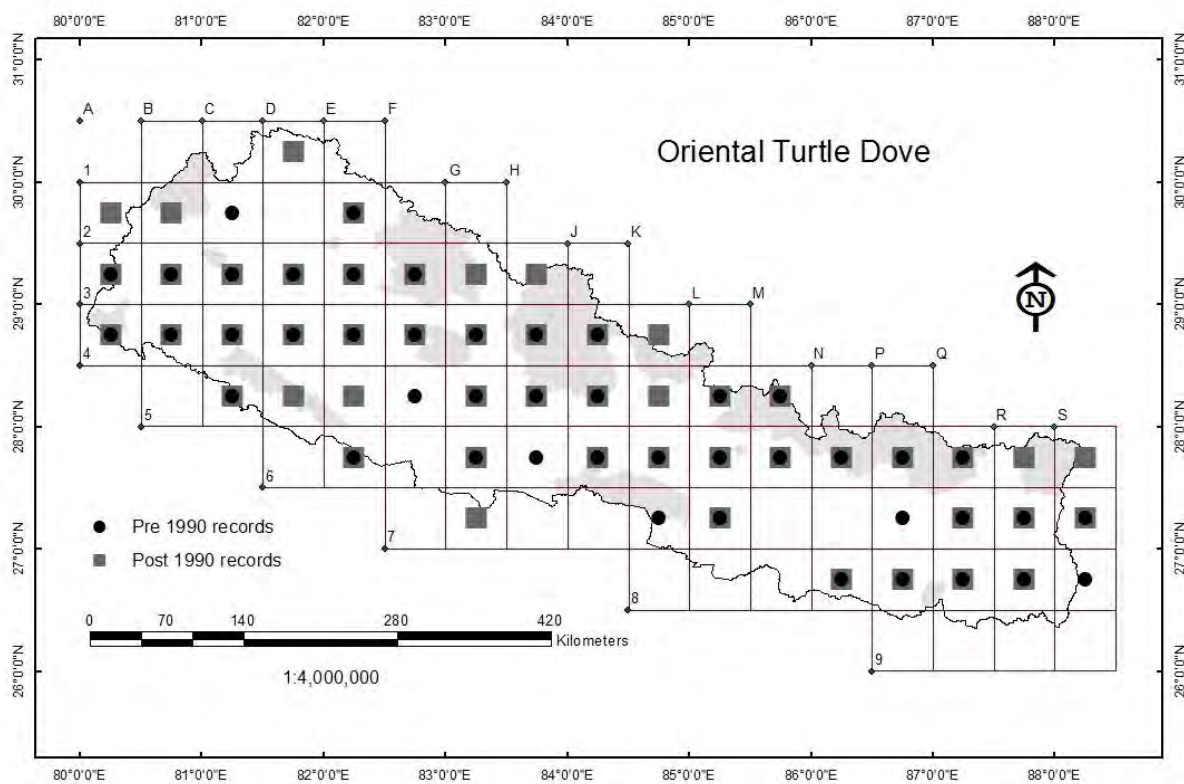 80°0'0"E 81°0'0"E 82°0'0"E 83°0'0"E 84°0'0"E 85°0'0"E 86°0'0"E 87°0'0"E 88°0'0"E
31°0'0"N 31°0'0"N
A B C D E F
Oriental Turtle Dove
1 G H
30°0'0"N 30°0'0"N
2 J K
3 L M
29°0'0"N 29°0'0"N
N
4 N P Q
5 R S
28°0'0"N 28°0'0"N
6
Pre 1990 records
7
27°0'0"N 27°0'0"N
Post 1990 records
8
0 70 140 280 420
Kilometers
9
1:4,000,000
26°0'0"N 26°0'0"N
80°0'0"E 81°0'0"E 82°0'0"E 83°0'0"E 84°0'0"E 85°0'0"E 86°0'0"E 87°0'0"E 88°0'0"E